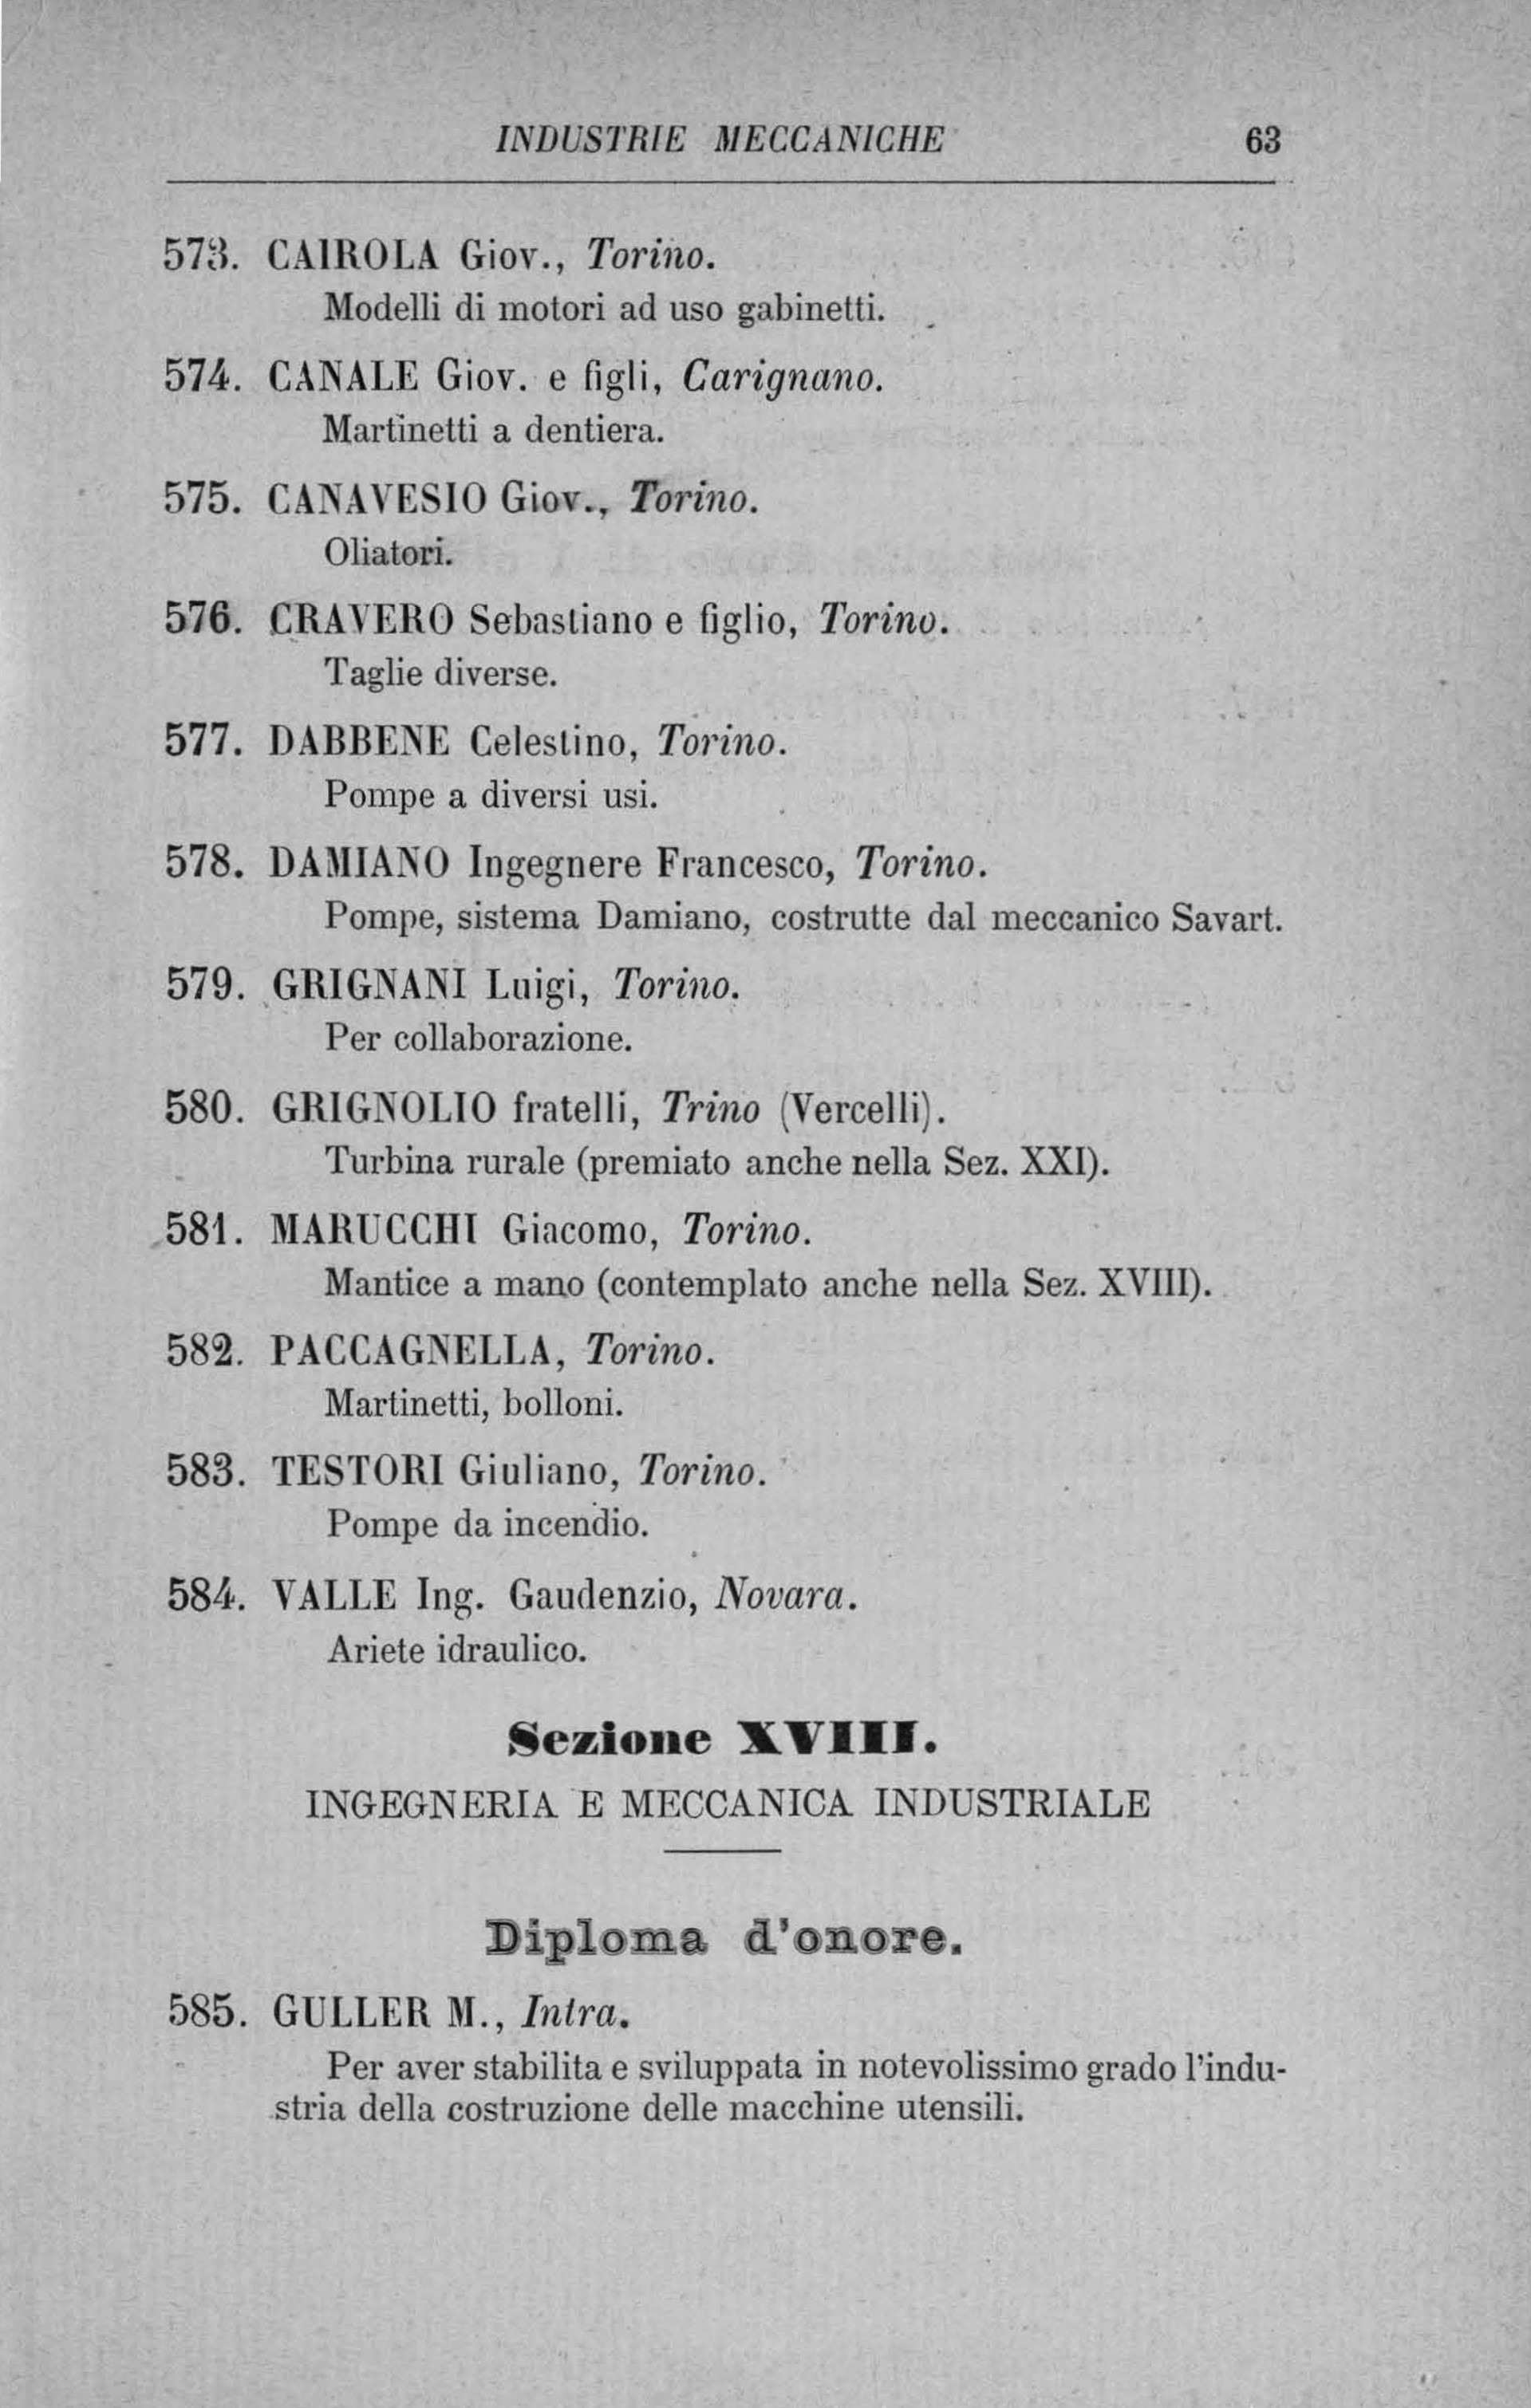 INDUSTRIE MECCANICHE 63
573. CAIROLA Giov., Torino.
Modelli di motori ad uso gabinetti.
574. CANALE Giov. e figli, Carignano.
Martinetti a dentiera.
575. CANAVESIO Giov., Torino.
Oliatori.
576. CRAVERO Sebastiano e figlio, Torino.
Taglie diverse.
577. DABBENE Celestino, Torino.
Pompe a diversi usi.
578. DAMIANO Ingegnere Francesco, Torino.
Pompe, sistema Damiano, costrutte dal meccanico Savart.
579. GRIGNANI Luigi, Torino.
Per collaborazione.
580. GRIGNOLIO fratelli, Trino (Vercelli).
Turbina rurale (premiato anche nella Sez. XXI).
581. MARUCCHI Giacomo, Torino.
Mantice a mano (contemplato anche nella Sez. XVIII).
582. PACCAGNELLA, Torino.
Martinetti, bolloni.
583. TESTORI Giuliano, Torino.
Pompe da incendio.
584. VALLE Ing. Gaudenzio, Novara.
Ariete idraulico.
Sezione XVIII.
INGEGNERIA E MECCANICA INDUSTRIALE
Diploma d'onore.
585. GULLER M., Intra.
Per aver stabilita e sviluppata in notevolissimo grado l'indu-
stria della costruzione delle macchine utensili.